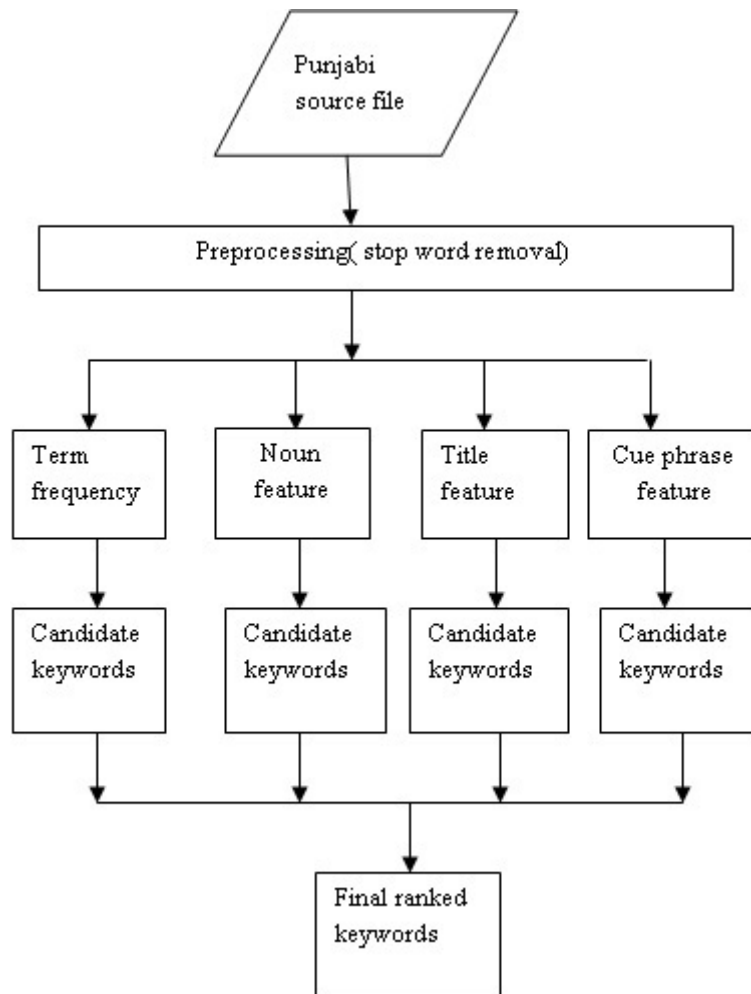 Punjabi
source file
Preprocessing( stop word removal)
Term
frequency
Noun
feature
Title
feature
Cue phrase
feature
Candidate
keywords
Candidate
keywords
Candidate
keywords
Candidate
keywords
Final ranked
keywords